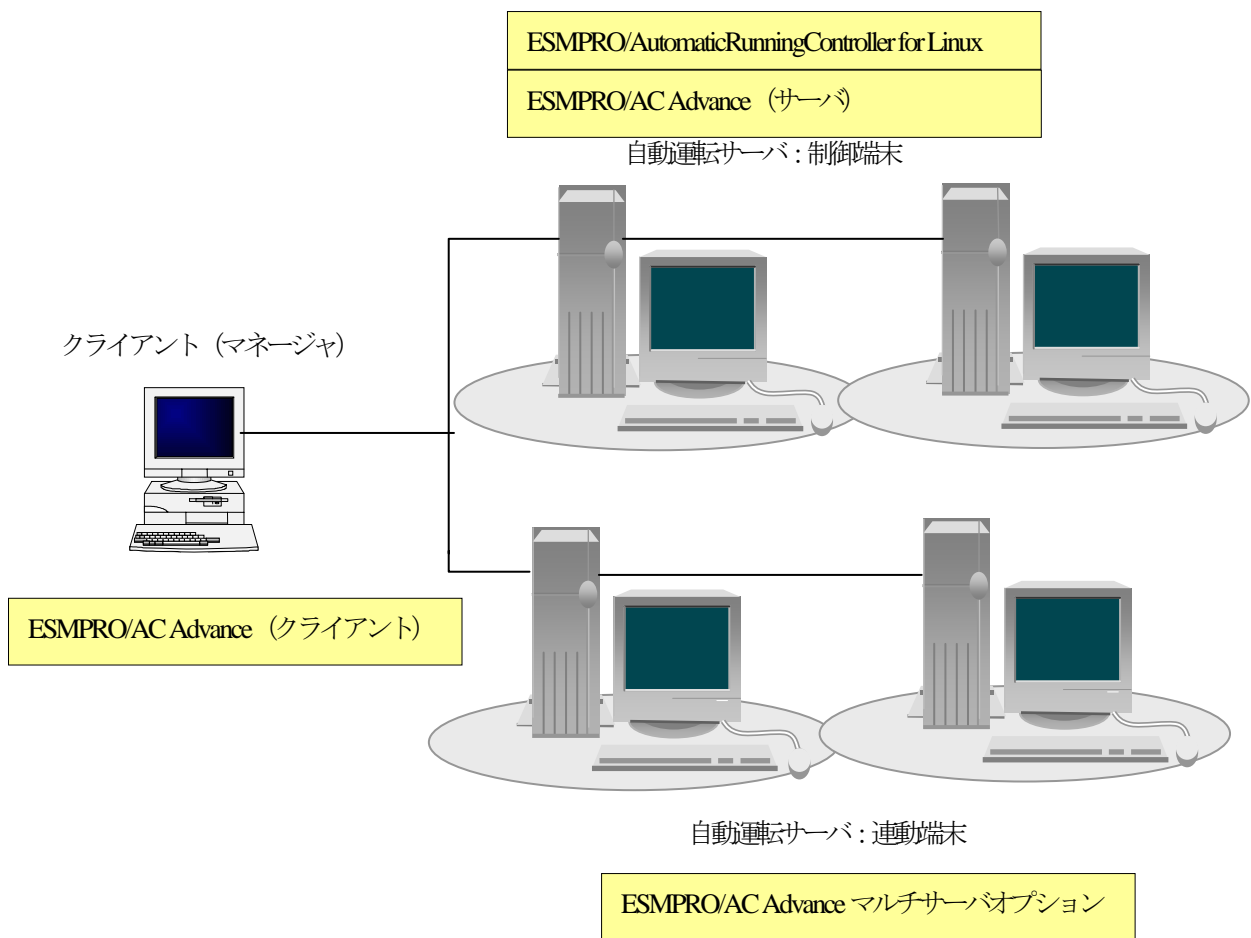 ESMPRO/AutomaticRunningController for Linux
ESMPRO/AC Advance (サーバ)
自動運転サーバ:制御端末
クライアント (マネージャ)
ESMPRO/AC Advance (クライアント)
自動運転サーバ:連動端末
ESMPRO/AC Advance マルチサーバオプション